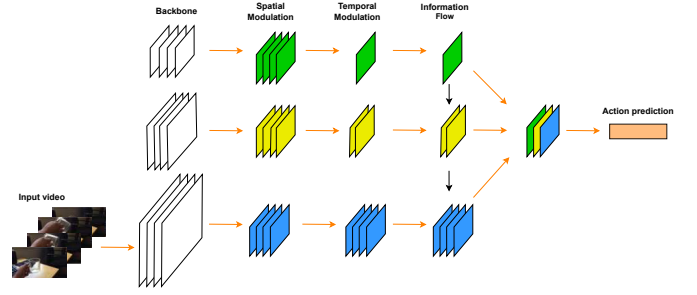 Backbone
Spatial
Modulation
Temporal
Modulation
Information
Flow
Action prediction
Input video